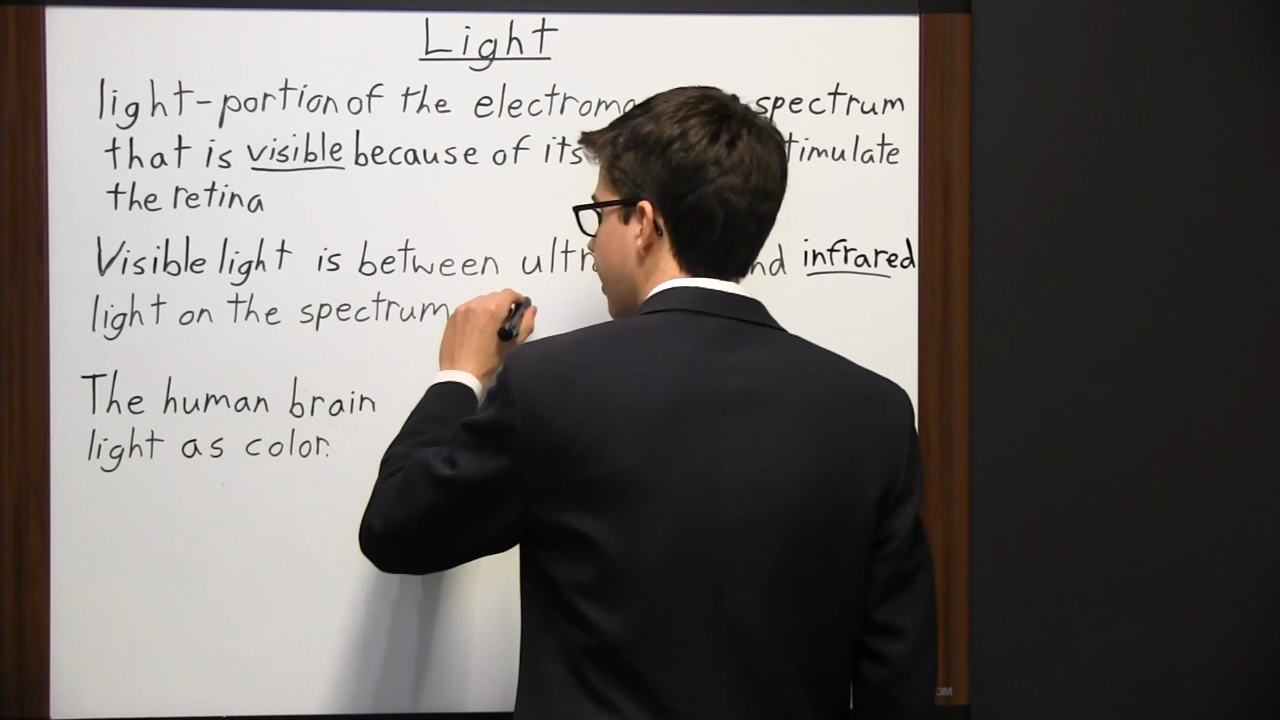 Light
light-portion of the electroma spectrum
that is visible because of its timulate
the retina
Visible light is between ultr nd infrared
light on the spectrum
The human brain
light as color.
3M